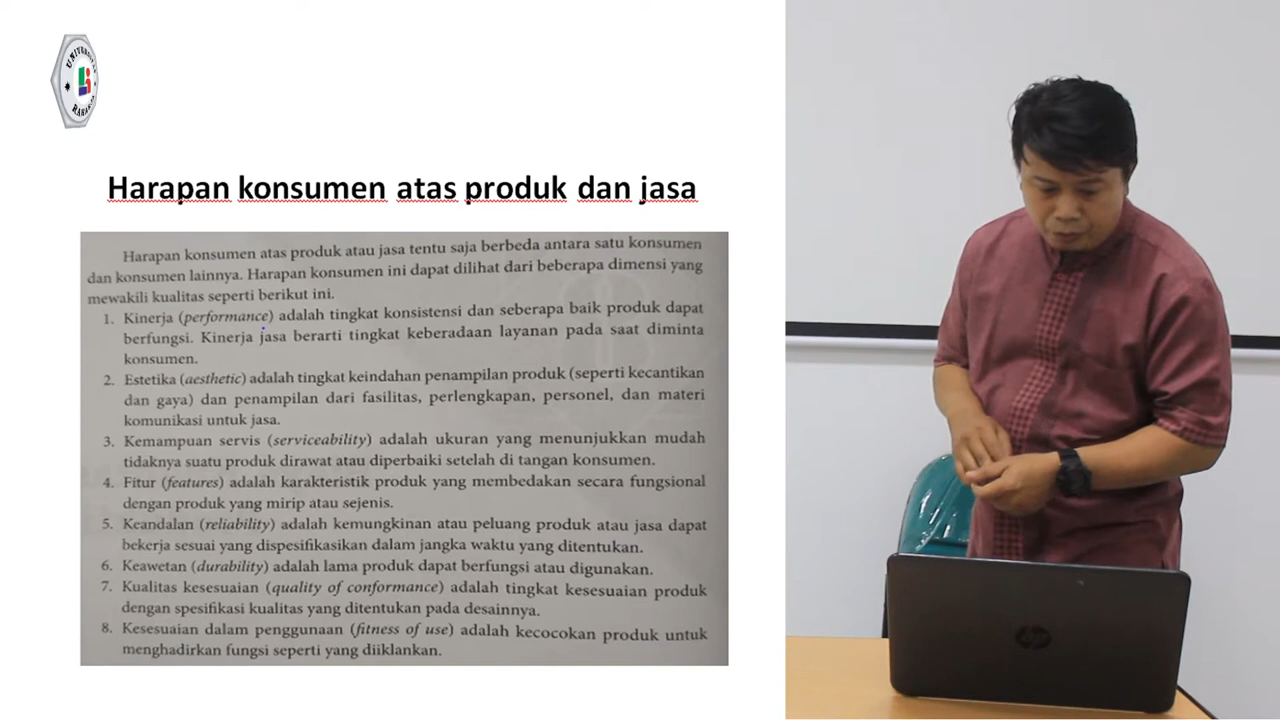 UNIVERSITAS
RAHARJA
Harapan konsumen atas produk dan jasa
Harapan konsumen atas produk atau jasa tentu saja berbeda antara satu konsumen
dan konsumen lainnya. Harapan konsumen ini dapat dilihat dari beberapa dimensi yang
mewakili kualitas seperti berikut ini.
1. Kinerja (performance) adalah tingkat konsistensi dan seberapa baik produk dapat
berfungsi. Kinerja jasa berarti tingkat keberadaan layanan pada saat diminta
konsumen.
2. Estetika (aesthetic) adalah tingkat keindahan penampilan produk (seperti kecantikan
dan gaya) dan penampilan dari fasilitas, perlengkapan, personel, dan materi
komunikasi untuk jasa.
3. Kemampuan servis (serviceability) adalah ukuran yang menunjukkan mudah
tidaknya suatu produk dirawat atau diperbaiki setelah di tangan konsumen.
4. Fitur (features) adalah karakteristik produk yang membedakan secara fungsional
dengan produk yang mirip atau sejenis.
5. Keandalan (reliability) adalah kemungkinan atau peluang produk atau jasa dapat
bekerja sesuai yang dispesifikasikan dalam jangka waktu yang ditentukan.
6. Keawetan (durability) adalah lama produk dapat berfungsi atau digunakan.
7. Kualitas kesesuaian (quality of conformance) adalah tingkat kesesuaian produk
dengan spesifikasi kualitas yang ditentukan pada desainnya.
8. Kesesuaian dalam penggunaan (fitness of use) adalah kecocokan produk untuk
menghadirkan fungsi seperti yang diiklankan.
hp